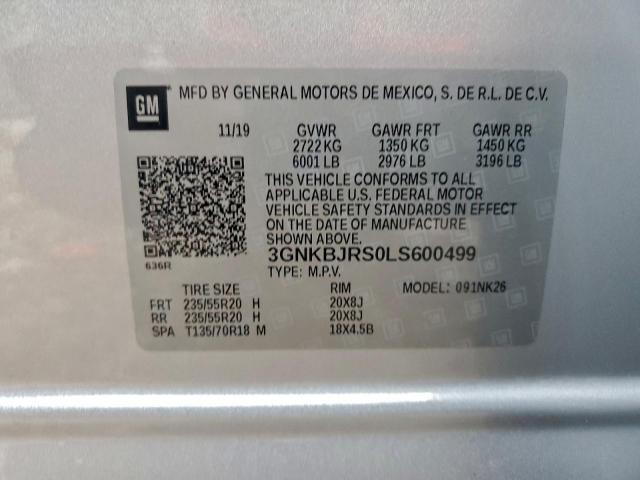 GM
MFD BY GENERAL MOTORS DE MEXICO, S. DE R.L. DE C.V.
11/19 GVWR GAWR FRT GAWR RR
2722 KG 1350 KG 1450 KG
6001 LB 2976 LB 3196 LB
THIS VEHICLE CONFORMS TO ALL
APPLICABLE U.S. FEDERAL MOTOR
VEHICLE SAFETY STANDARDS IN EFFECT
ON THE DATE OF MANUFACTURE
SHOWN ABOVE.
3GNKBJRS0LS600499
636R
TYPE: M.P.V.
TIRE SIZE RIM MODEL: 091NK26
FRT 235/55R20 H 20X8J
RR 235/55R20 H 20X8J
SPA T135/70R18 M 18X4.5B